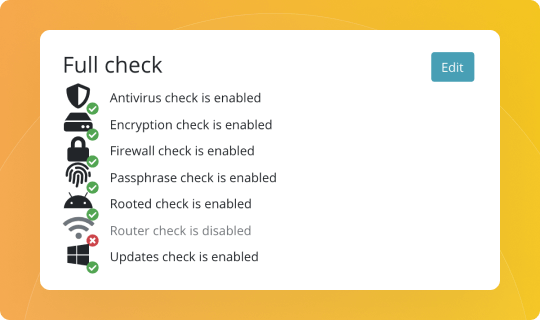 Full check
Edit
Antivirus check is enabled
Encryption check is enabled
Firewall check is enabled
Passphrase check is enabled
Rooted check is enabled
Router check is disabled
Updates check is enabled